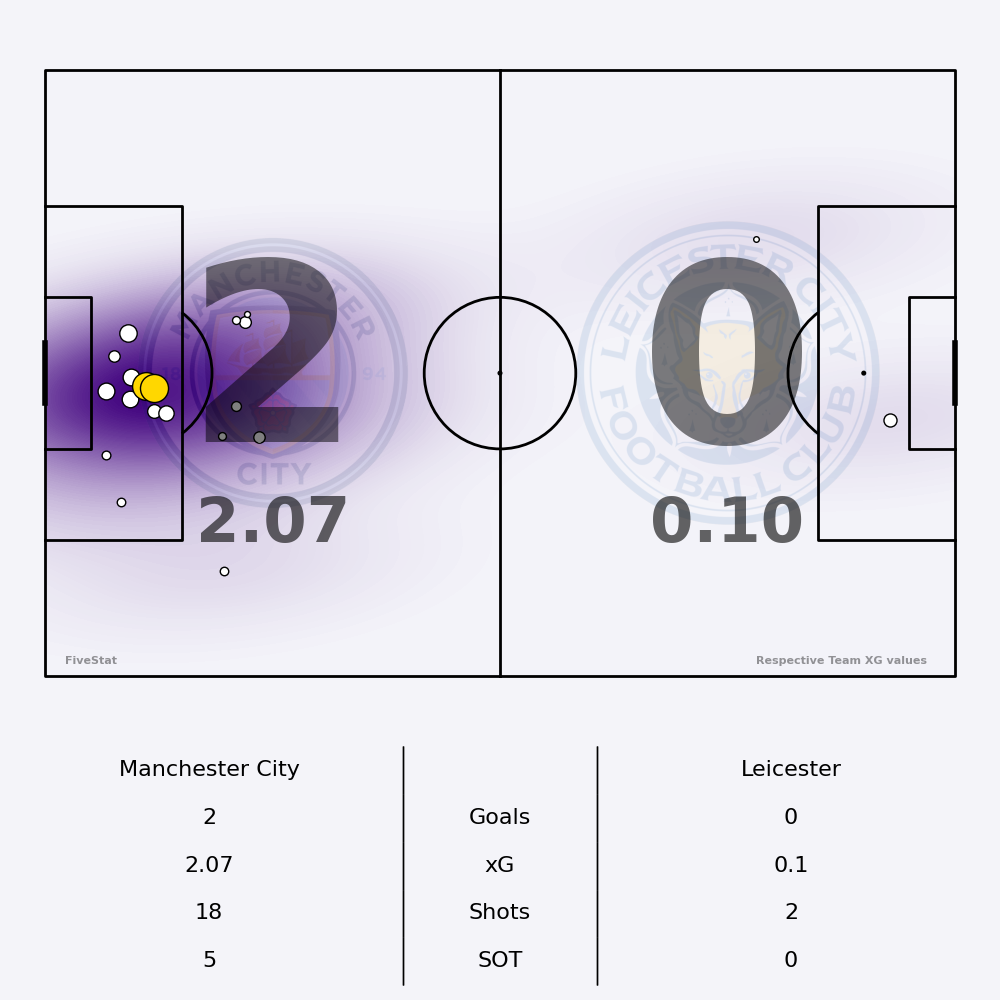 MANCHESTER
94
CITY
2
2.07
LEICESTER CITY
FOOTBALL CLUB
0
0.10
FiveStat
Respective Team XG values
Manchester City Leicester
2 Goals 0
2.07 xG 0.1
18 Shots 2
5 SOT 0